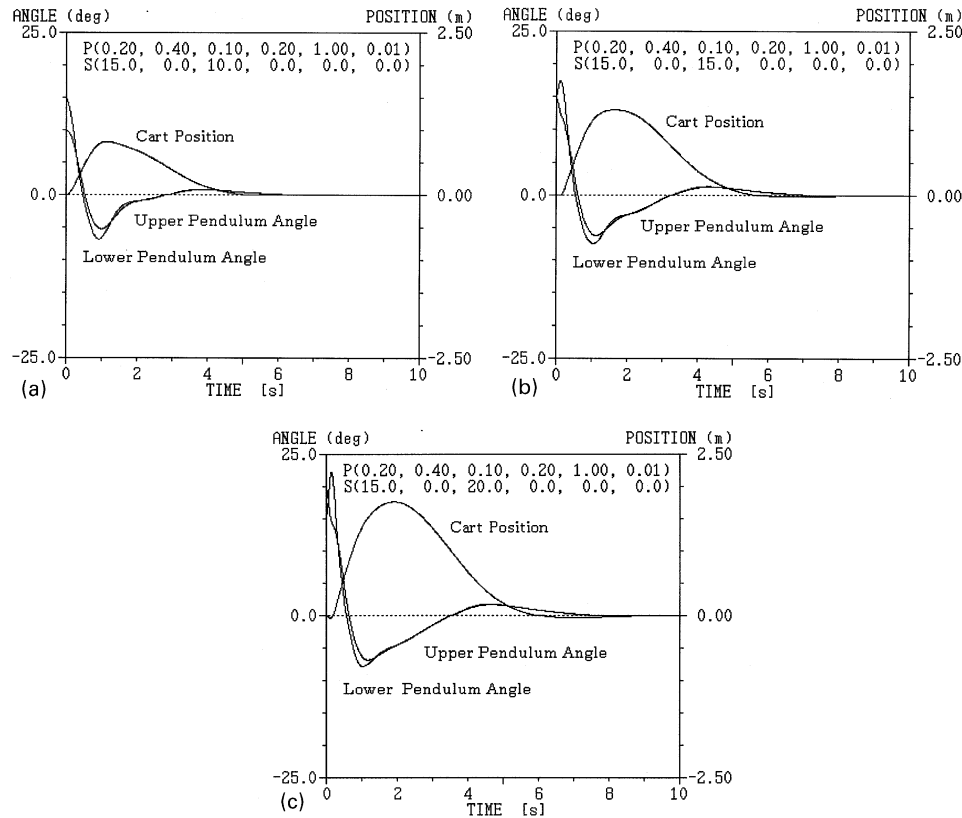 ANGLE (deg) POSITION (m)
25.0 2.50
P(0.20, 0.40, 0.10, 0.20, 1.00, 0.01)
S(15.0, 0.0, 10.0, 0.0, 0.0, 0.0)
Cart Position
0.0 0.00
Upper Pendulum Angle
Lower Pendulum Angle
-25.0 -2.50
0 2 4 6 8 10
(a) TIME [s]
ANGLE (deg) POSITION (m)
25.0 2.50
P(0.20, 0.40, 0.10, 0.20, 1.00, 0.01)
S(15.0, 0.0, 15.0, 0.0, 0.0, 0.0)
Cart Position
0.0 0.00
Upper Pendulum Angle
Lower Pendulum Angle
-25.0 -2.50
0 2 4 6 8 10
(b) TIME [s]
ANGLE (deg) POSITION (m)
25.0 2.50
P(0.20, 0.40, 0.10, 0.20, 1.00, 0.01)
S(15.0, 0.0, 20.0, 0.0, 0.0, 0.0)
Cart Position
0.0 0.00
Upper Pendulum Angle
Lower Pendulum Angle
-25.0 -2.50
0 2 4 6 8 10
(c) TIME [s]